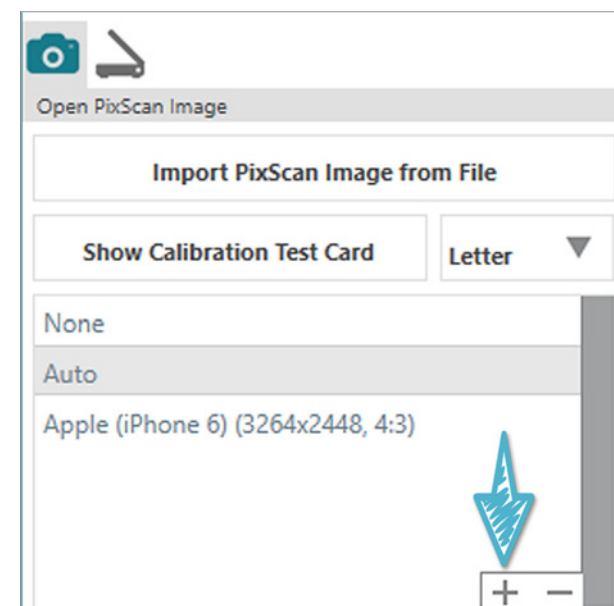 Open PixScan Image
Import PixScan Image from File
Show Calibration Test Card
Letter
None
Auto
Apple (iPhone 6) (3264x2448, 4:3)
+ −